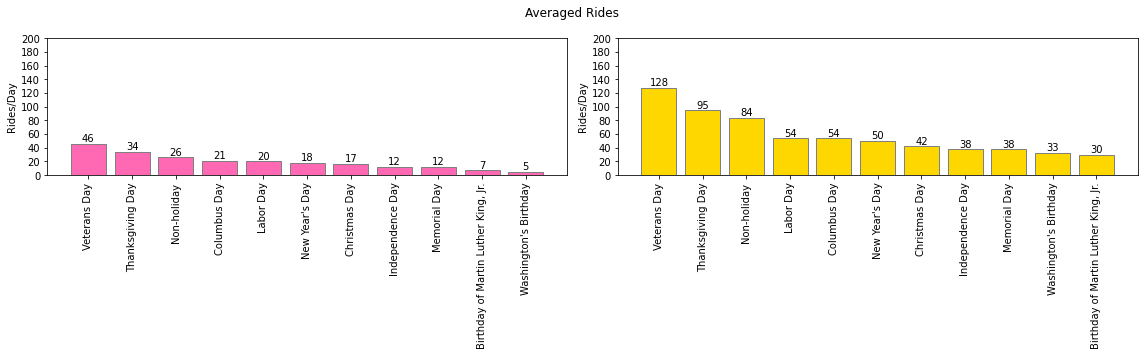 Averaged Rides
Rides/Day
200
180
160
140
120
100
80
60
40
20
0
46
34
26
21
20
18
17
12
12
7
5
Veterans Day
Thanksgiving Day
Non-holiday
Columbus Day
Labor Day
New Year's Day
Christmas Day
Independence Day
Memorial Day
Birthday of Martin Luther King, Jr.
Washington's Birthday
Rides/Day
200
180
160
140
120
100
80
60
40
20
0
128
95
84
54
54
50
42
38
38
33
30
Veterans Day
Thanksgiving Day
Non-holiday
Labor Day
Columbus Day
New Year's Day
Christmas Day
Independence Day
Memorial Day
Washington's Birthday
Birthday of Martin Luther King, Jr.